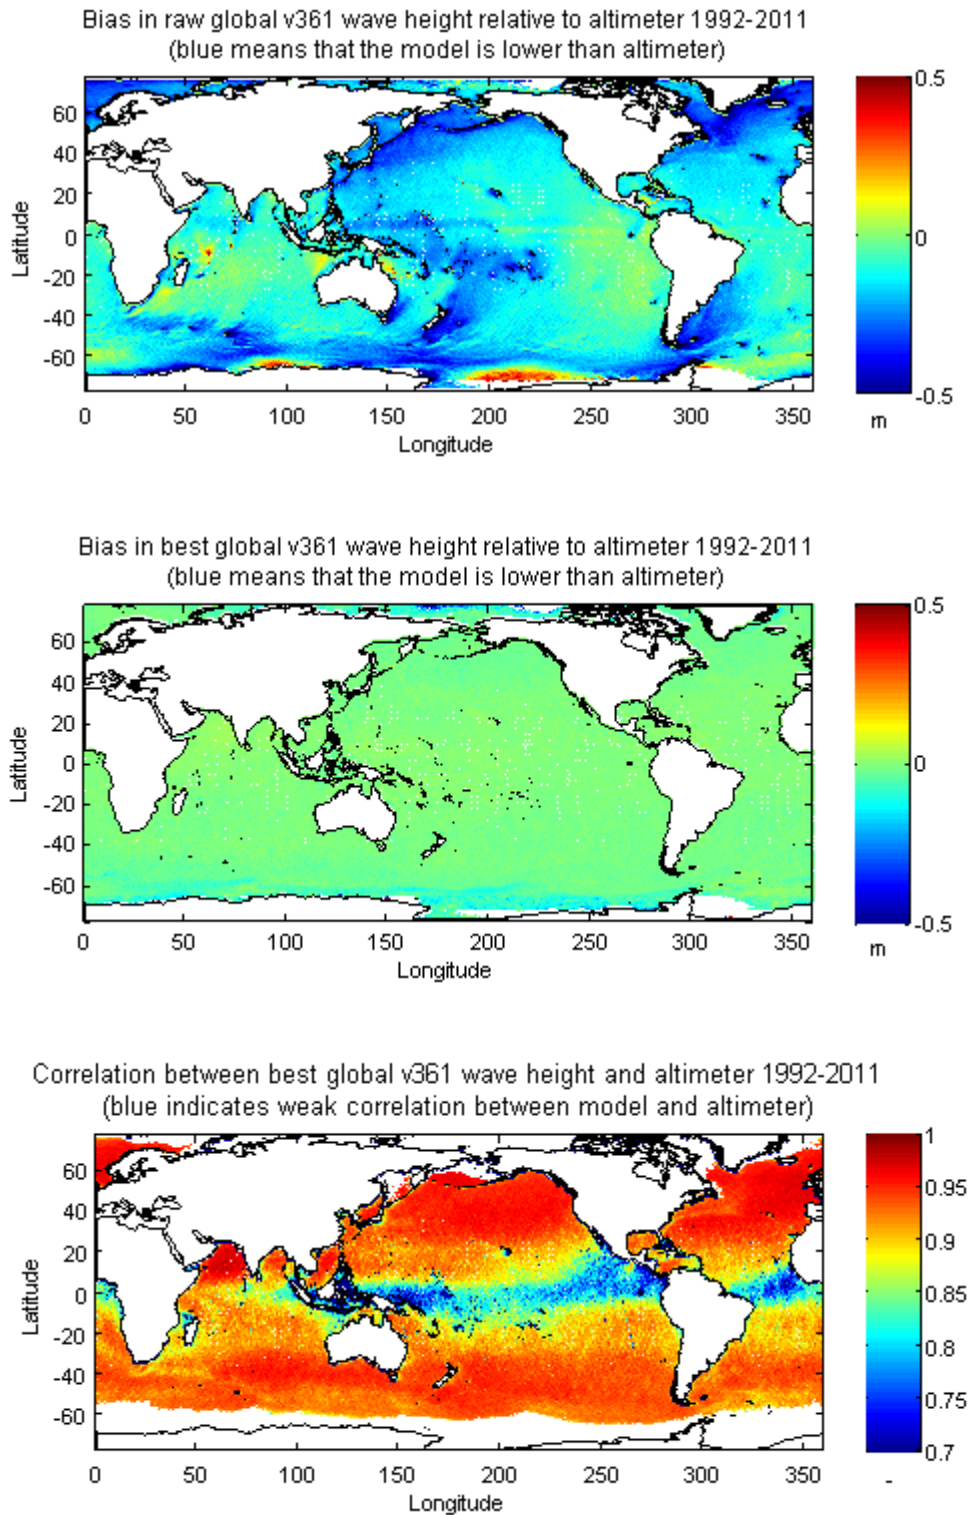 Bias in raw global v361 wave height relative to altimeter 1992-2011
(blue means that the model is lower than altimeter)
60
40
20
0
-20
-40
-60
Latitude
0 50 100 150 200 250 300 350
Longitude
0.5
0
-0.5
m
Bias in best global v361 wave height relative to altimeter 1992-2011
(blue means that the model is lower than altimeter)
60
40
20
0
-20
-40
-60
Latitude
0 50 100 150 200 250 300 350
Longitude
0.5
0
-0.5
m
Correlation between best global v361 wave height and altimeter 1992-2011
(blue indicates weak correlation between model and altimeter)
60
40
20
0
-20
-40
-60
Latitude
0 50 100 150 200 250 300 350
Longitude
1
0.95
0.9
0.85
0.8
0.75
0.7
-